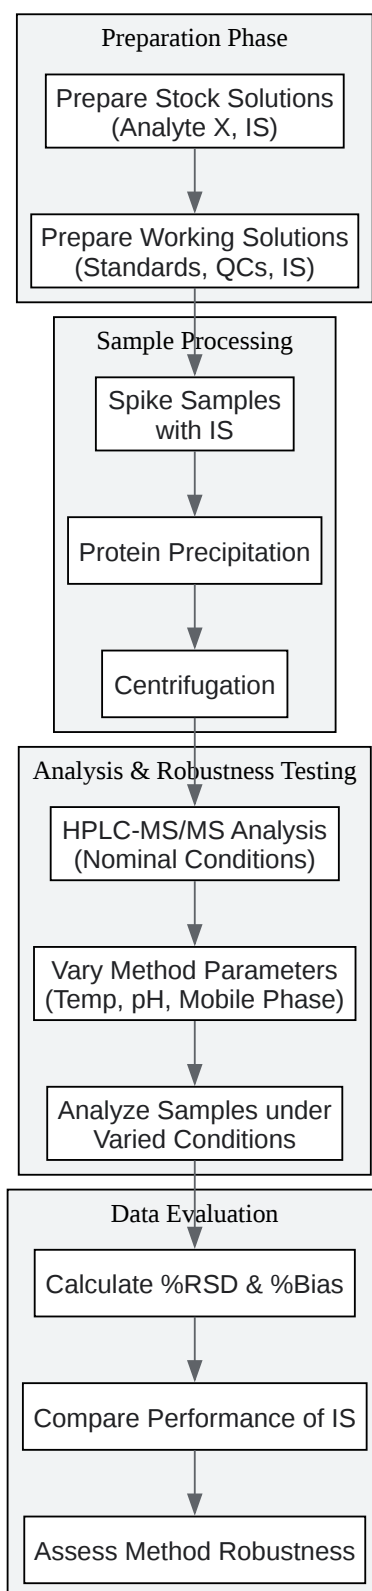 Preparation Phase
Prepare Stock Solutions
(Analyte X, IS)
Prepare Working Solutions
(Standards, QCs, IS)
Sample Processing
Spike Samples
with IS
Protein Precipitation
Centrifugation
Analysis & Robustness Testing
HPLC-MS/MS Analysis
(Nominal Conditions)
Vary Method Parameters
(Temp, pH, Mobile Phase)
Analyze Samples under
Varied Conditions
Data Evaluation
Calculate %RSD & %Bias
Compare Performance of IS
Assess Method Robustness